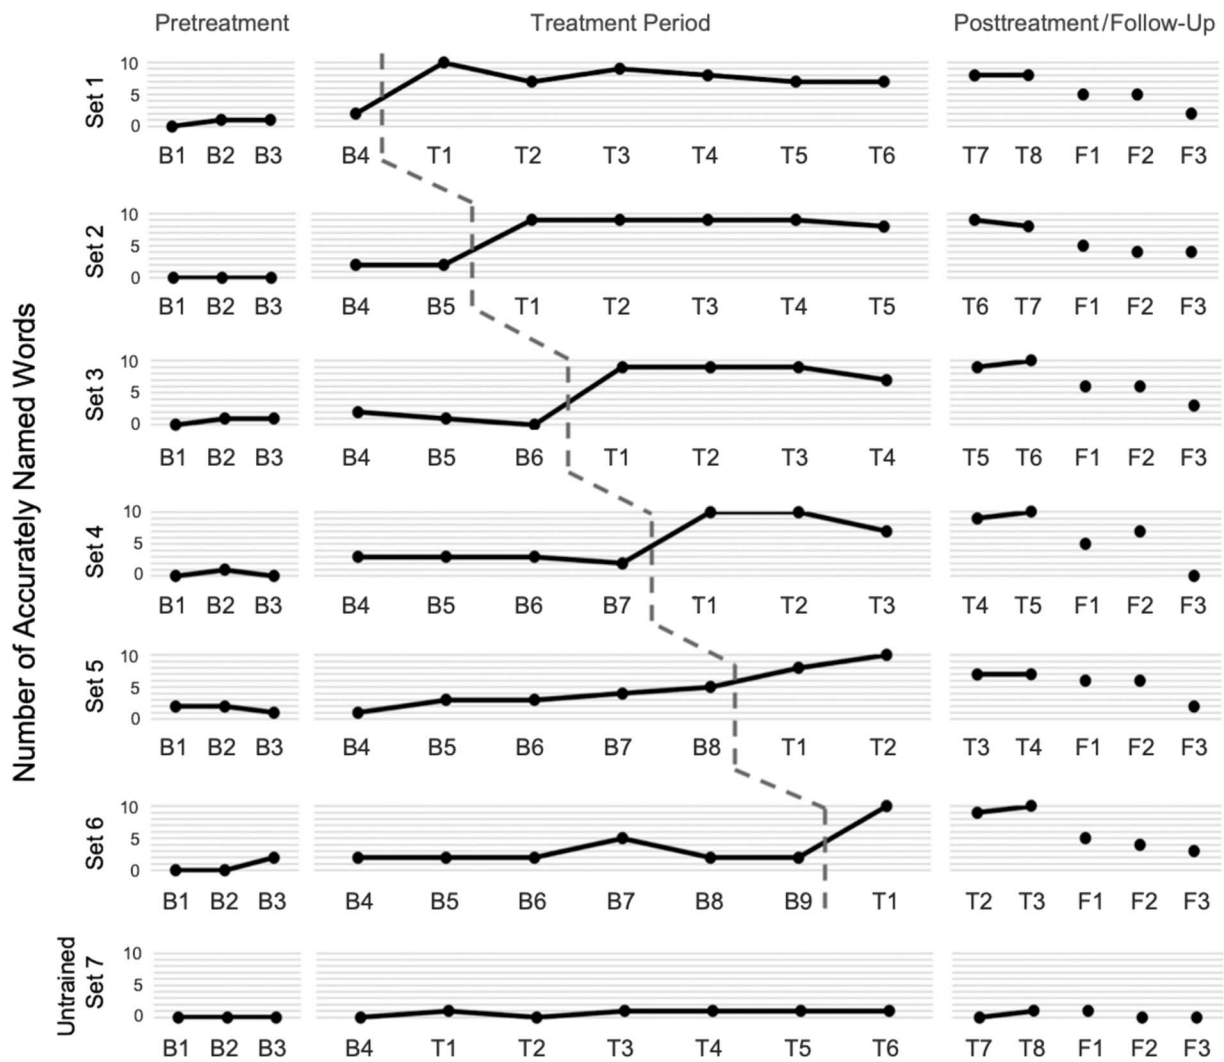 Pretreatment Treatment Period Posttreatment/Follow-Up
Number of Accurately Named Words
Set 1
10
5
0
B1 B2 B3 B4 T1 T2 T3 T4 T5 T6 T7 T8 F1 F2 F3
Set 2
10
5
0
B1 B2 B3 B4 B5 T1 T2 T3 T4 T5 T6 T7 F1 F2 F3
Set 3
10
5
0
B1 B2 B3 B4 B5 B6 T1 T2 T3 T4 T5 T6 F1 F2 F3
Set 4
10
5
0
B1 B2 B3 B4 B5 B6 B7 T1 T2 T3 T4 T5 F1 F2 F3
Set 5
10
5
0
B1 B2 B3 B4 B5 B6 B7 B8 T1 T2 T3 T4 F1 F2 F3
Set 6
10
5
0
B1 B2 B3 B4 B5 B6 B7 B8 B9 T1 T2 T3 F1 F2 F3
Untrained
Set 7
10
5
0
B1 B2 B3 B4 T1 T2 T3 T4 T5 T6 T7 T8 F1 F2 F3